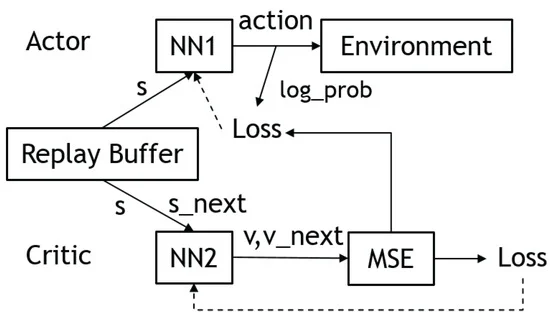 Actor
NN1
action
Environment
s
log_prob
Loss
Replay Buffer
s
s_next
Critic
NN2
v,v_next
MSE
Loss